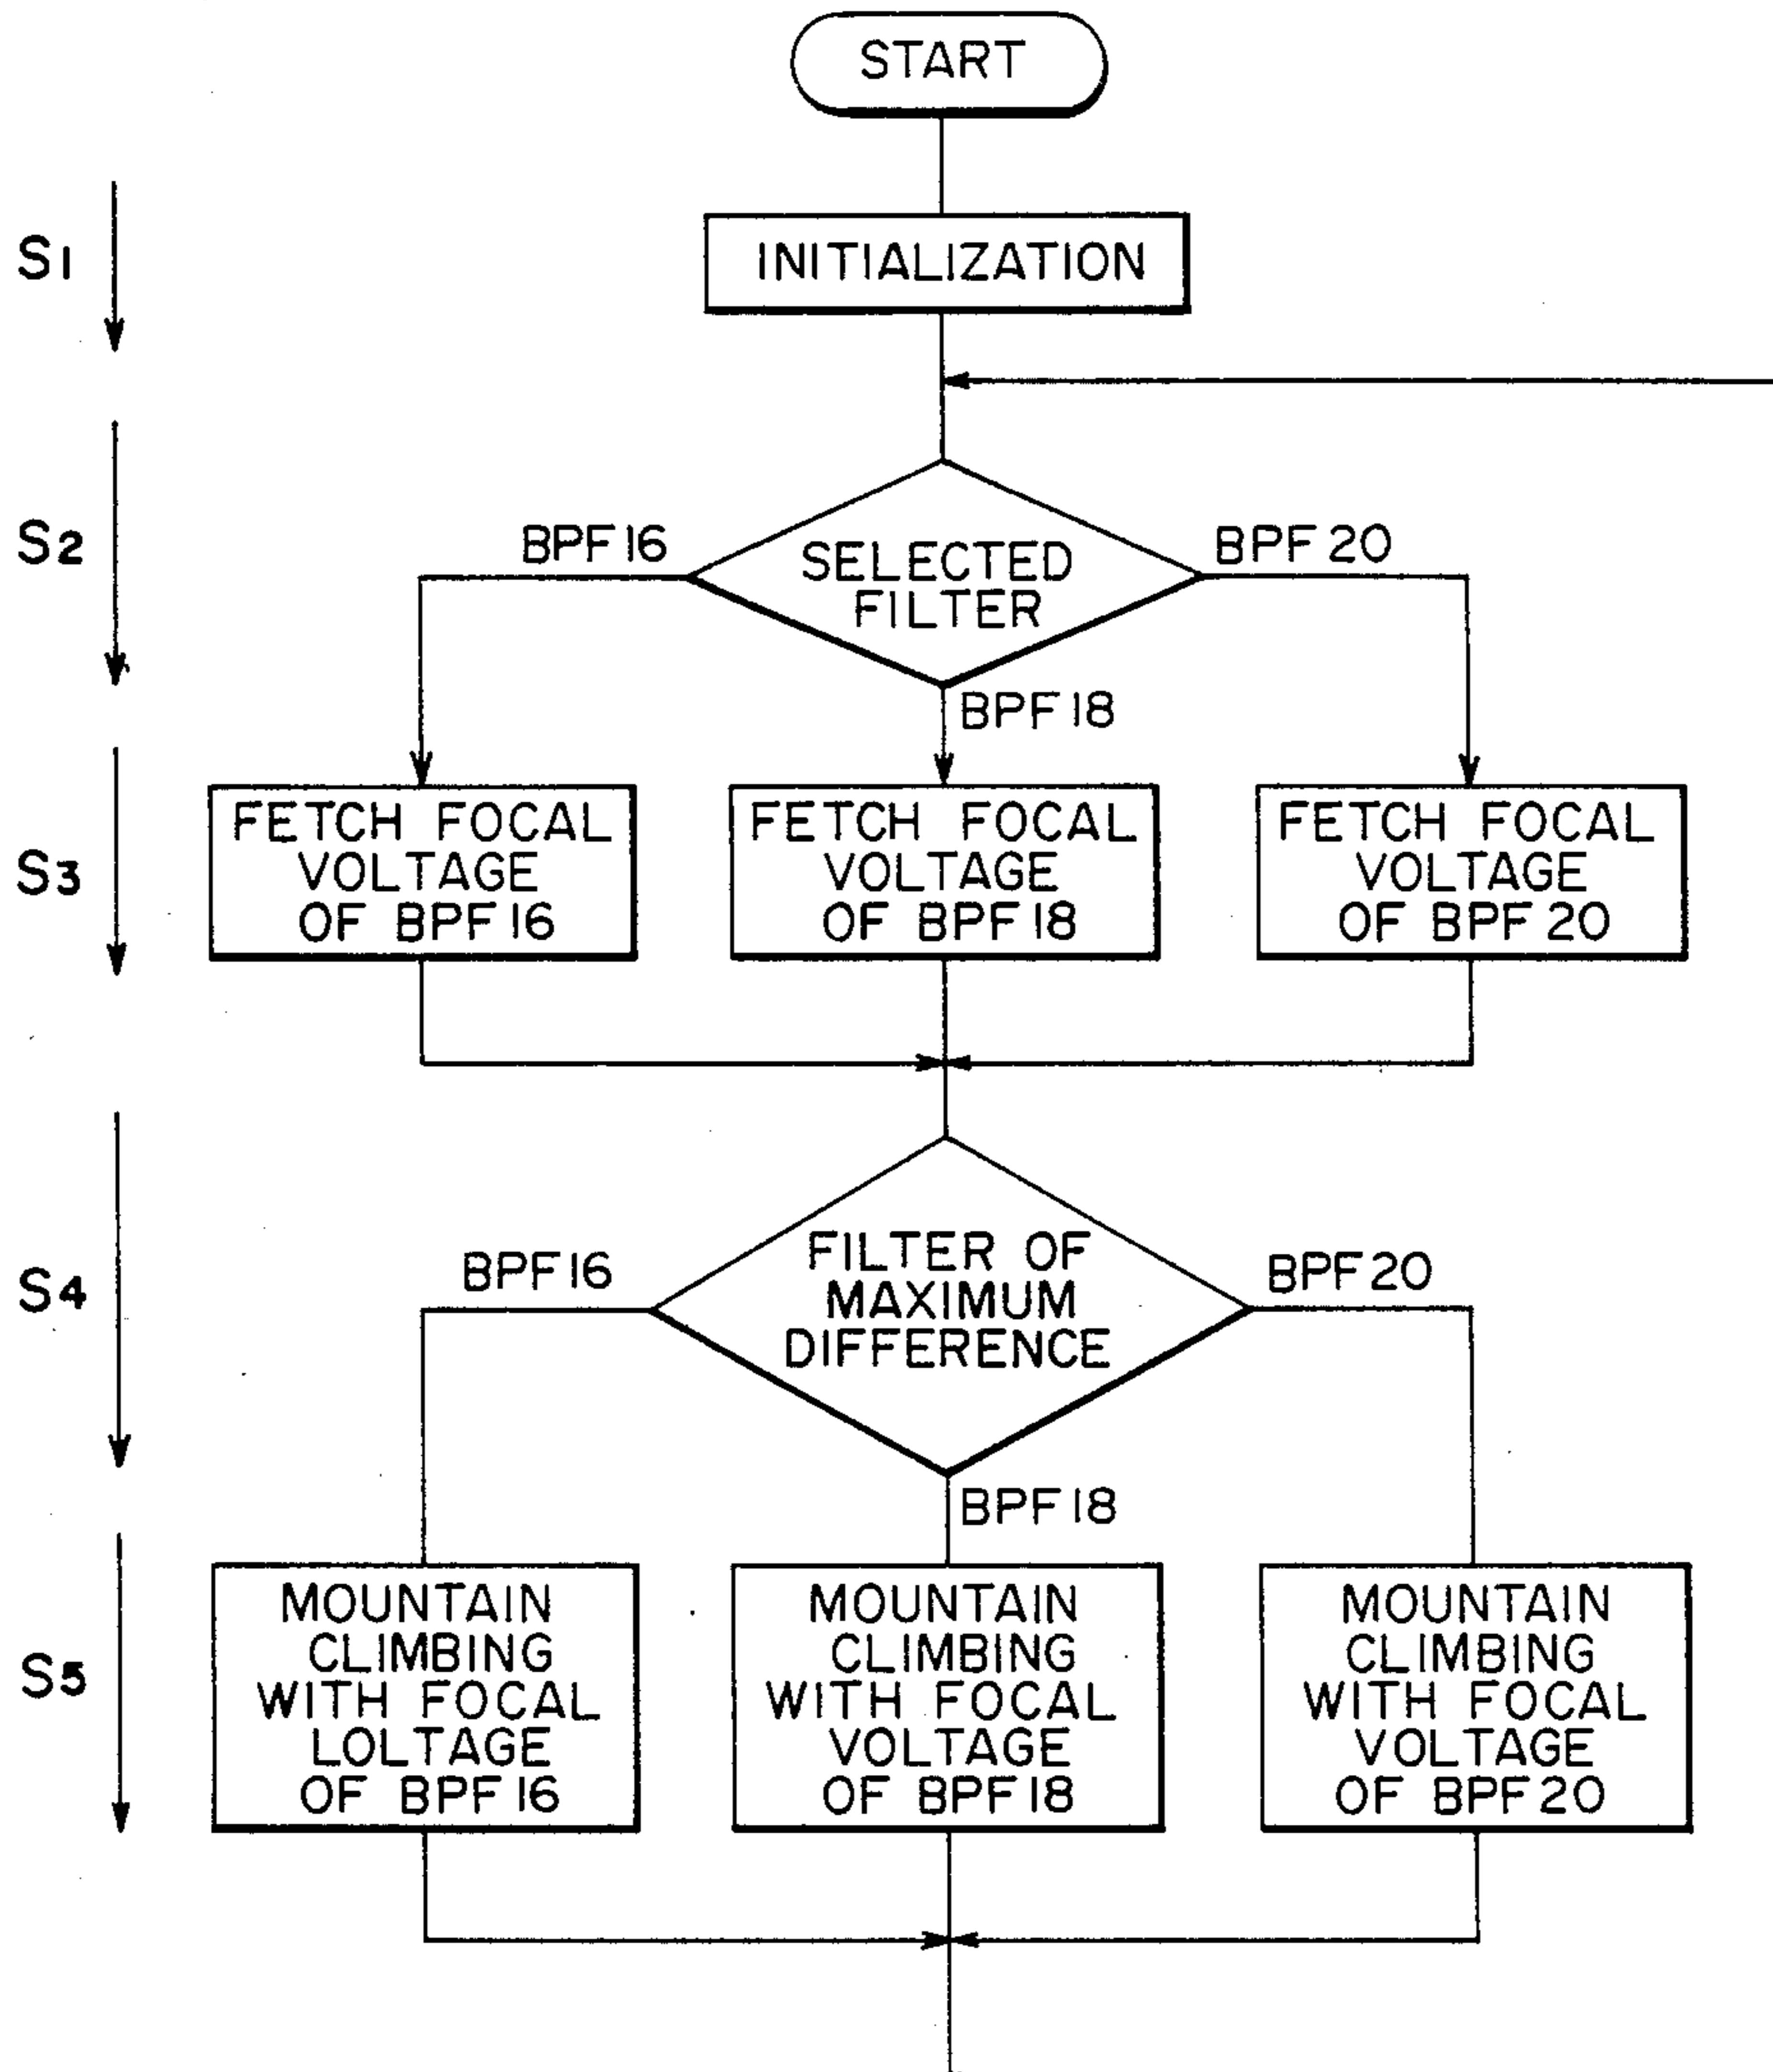 START
S1
INITIALIZATION
S2
BPF 16
SELECTED
FILTER
BPF 20
BPF 18
S3
FETCH FOCAL
VOLTAGE
OF BPF 16
FETCH FOCAL
VOLTAGE
OF BPF 18
FETCH FOCAL
VOLTAGE
OF BPF 20
S4
BPF 16
FILTER OF
MAXIMUM
DIFFERENCE
BPF 20
BPF 18
S5
MOUNTAIN
CLIMBING
WITH FOCAL
LOLTAGE
OF BPF 16
MOUNTAIN
CLIMBING
WITH FOCAL
VOLTAGE
OF BPF 18
MOUNTAIN
CLIMBING
WITH FOCAL
VOLTAGE
OF BPF 20